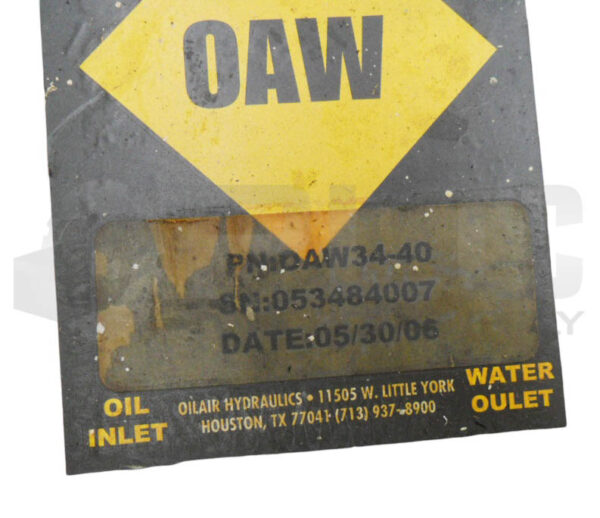 OAW
PN:OAW34-40
SN:053484007
DATE:05/30/06
OIL
INLET
OILAIR HYDRAULICS • 11505 W. LITTLE YORK
HOUSTON, TX 77041 (713) 937-8900
WATER
OULET